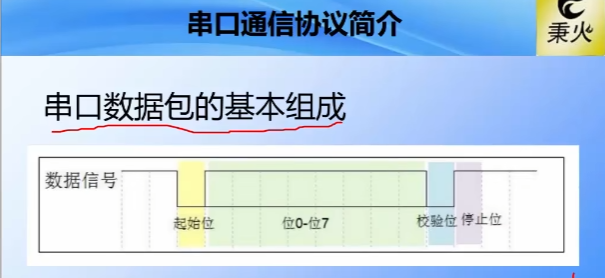 串口通信协议简介
秉火
串口数据包的基本组成
数据信号
起始位 位0-位7 校验位 停止位